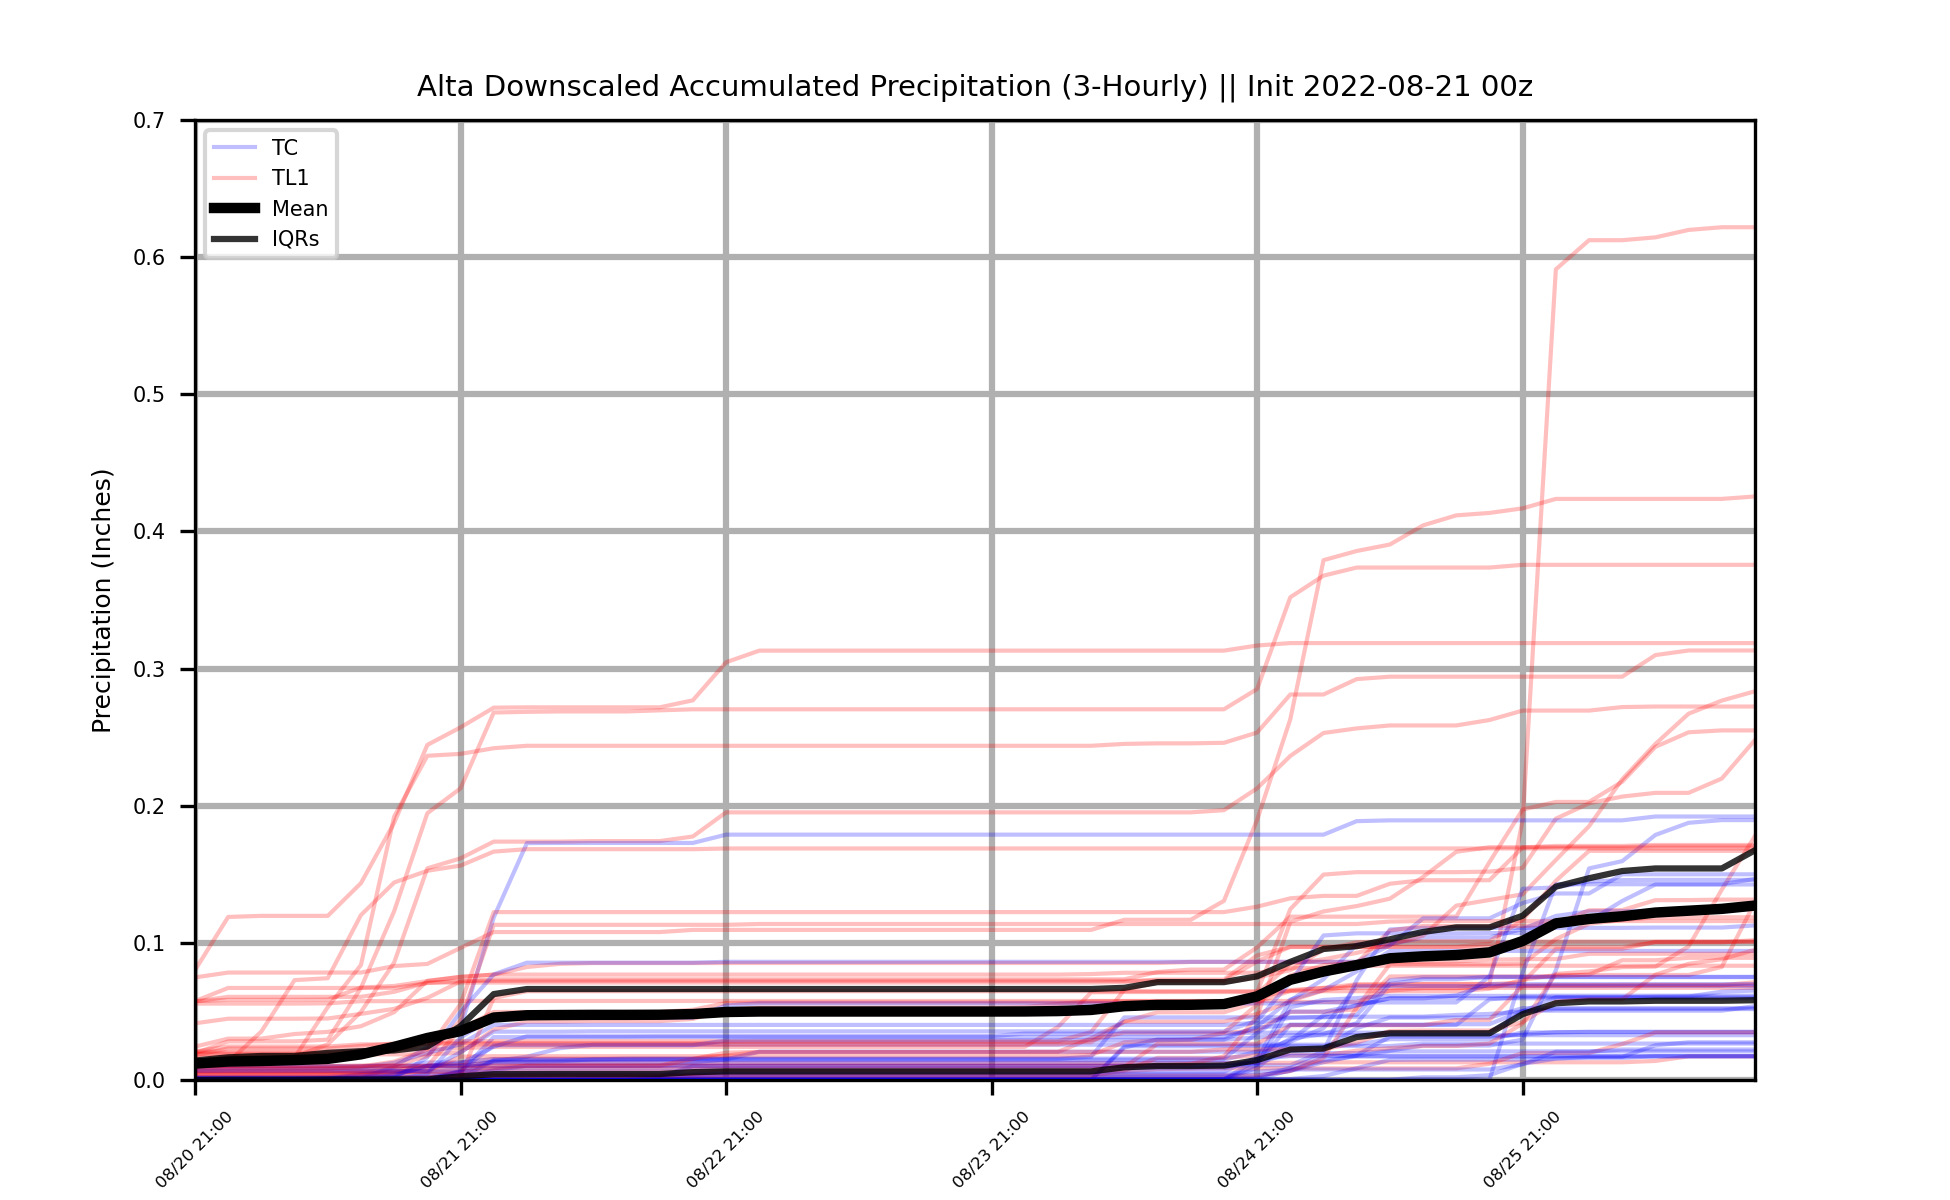 Alta Downscaled Accumulated Precipitation (3-Hourly) || Init 2022-08-21 00z
TC
TL1
Mean
IQRs
Precipitation (Inches)
0.7
0.6
0.5
0.4
0.3
0.2
0.1
0.0
08/20 21:00
08/21 21:00
08/22 21:00
08/23 21:00
08/24 21:00
08/25 21:00